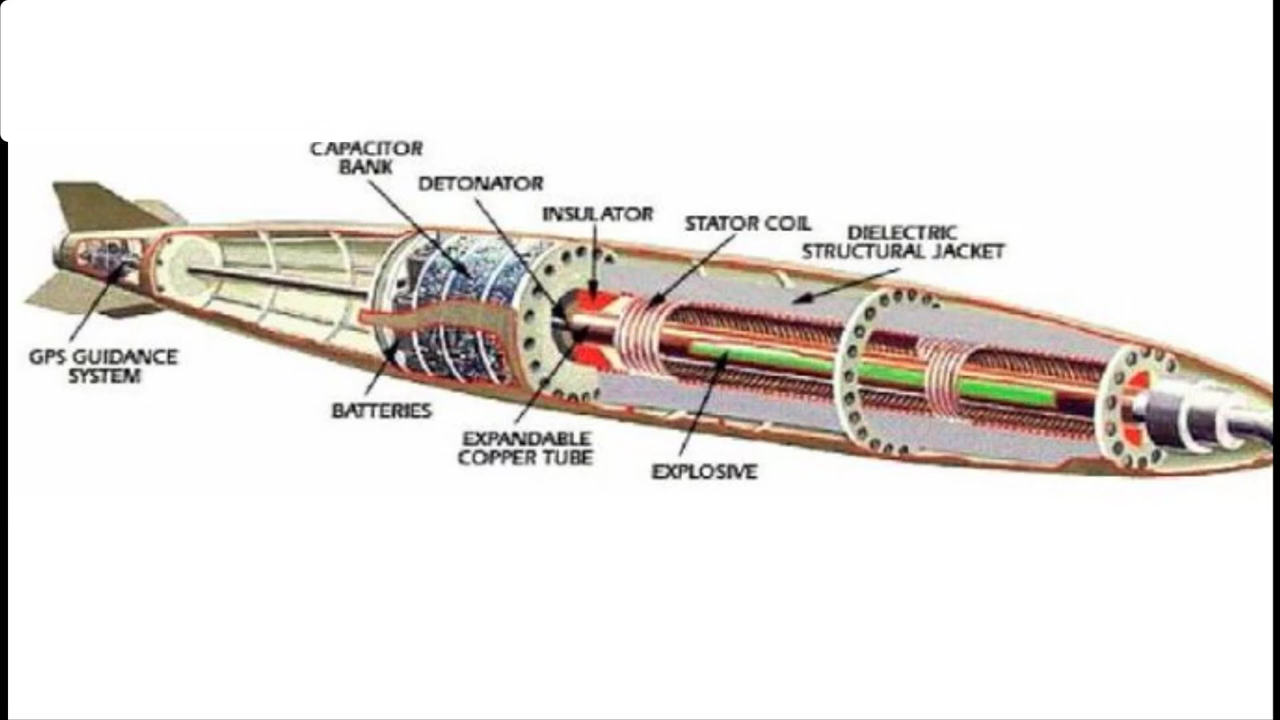 CAPACITOR
BANK
DETONATOR
INSULATOR
STATOR COIL
DIELECTRIC
STRUCTURAL JACKET
GPS GUIDANCE
SYSTEM
BATTERIES
EXPANDABLE
COPPER TUBE
EXPLOSIVE